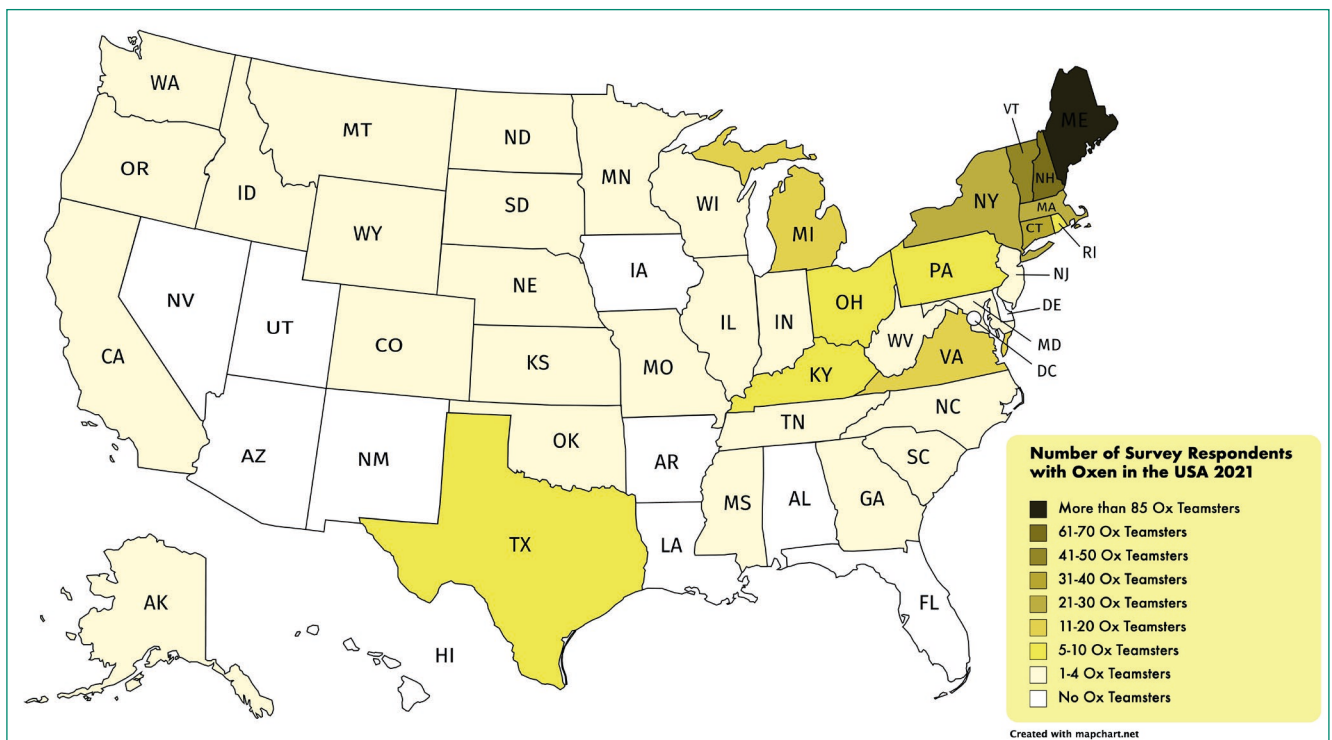 WA
MT
ND
MN
VT
ME
OR
ID
SD
WI
NH
NY
MA
WY
MI
CT
RI
IA
PA
NE
NJ
NV
OH
DE
UT
IL
IN
CA
CO
WV
MD
VA
KS
MO
DC
KY
NC
TN
OK
AZ
NM
AR
SC
MS
AL
GA
TX
LA
AK
FL
HI
Number of Survey Respondents
with Oxen in the USA 2021
More than 85 Ox Teamsters
61-70 Ox Teamsters
41-50 Ox Teamsters
31-40 Ox Teamsters
21-30 Ox Teamsters
11-20 Ox Teamsters
5-10 Ox Teamsters
1-4 Ox Teamsters
No Ox Teamsters
Created with mapchart.net